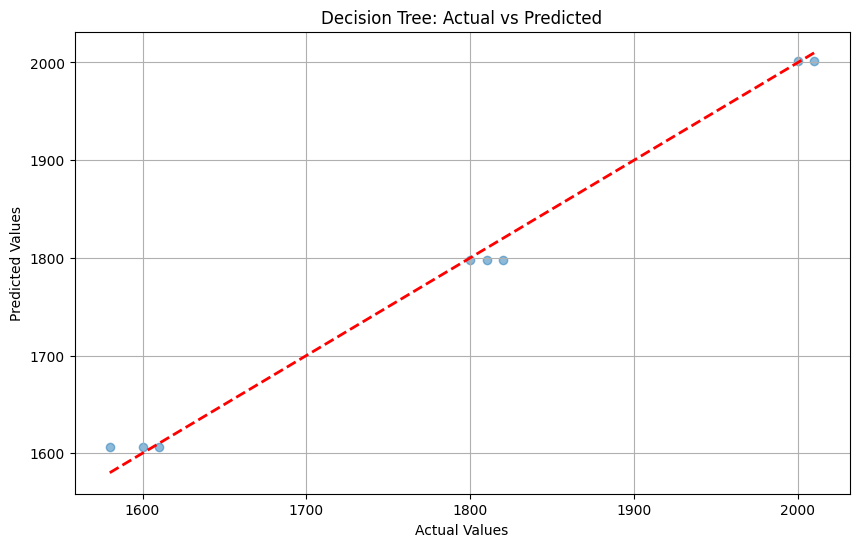 Decision Tree: Actual vs Predicted
2000
1900
1800
1700
1600
Predicted Values
1600 1700 1800 1900 2000
Actual Values